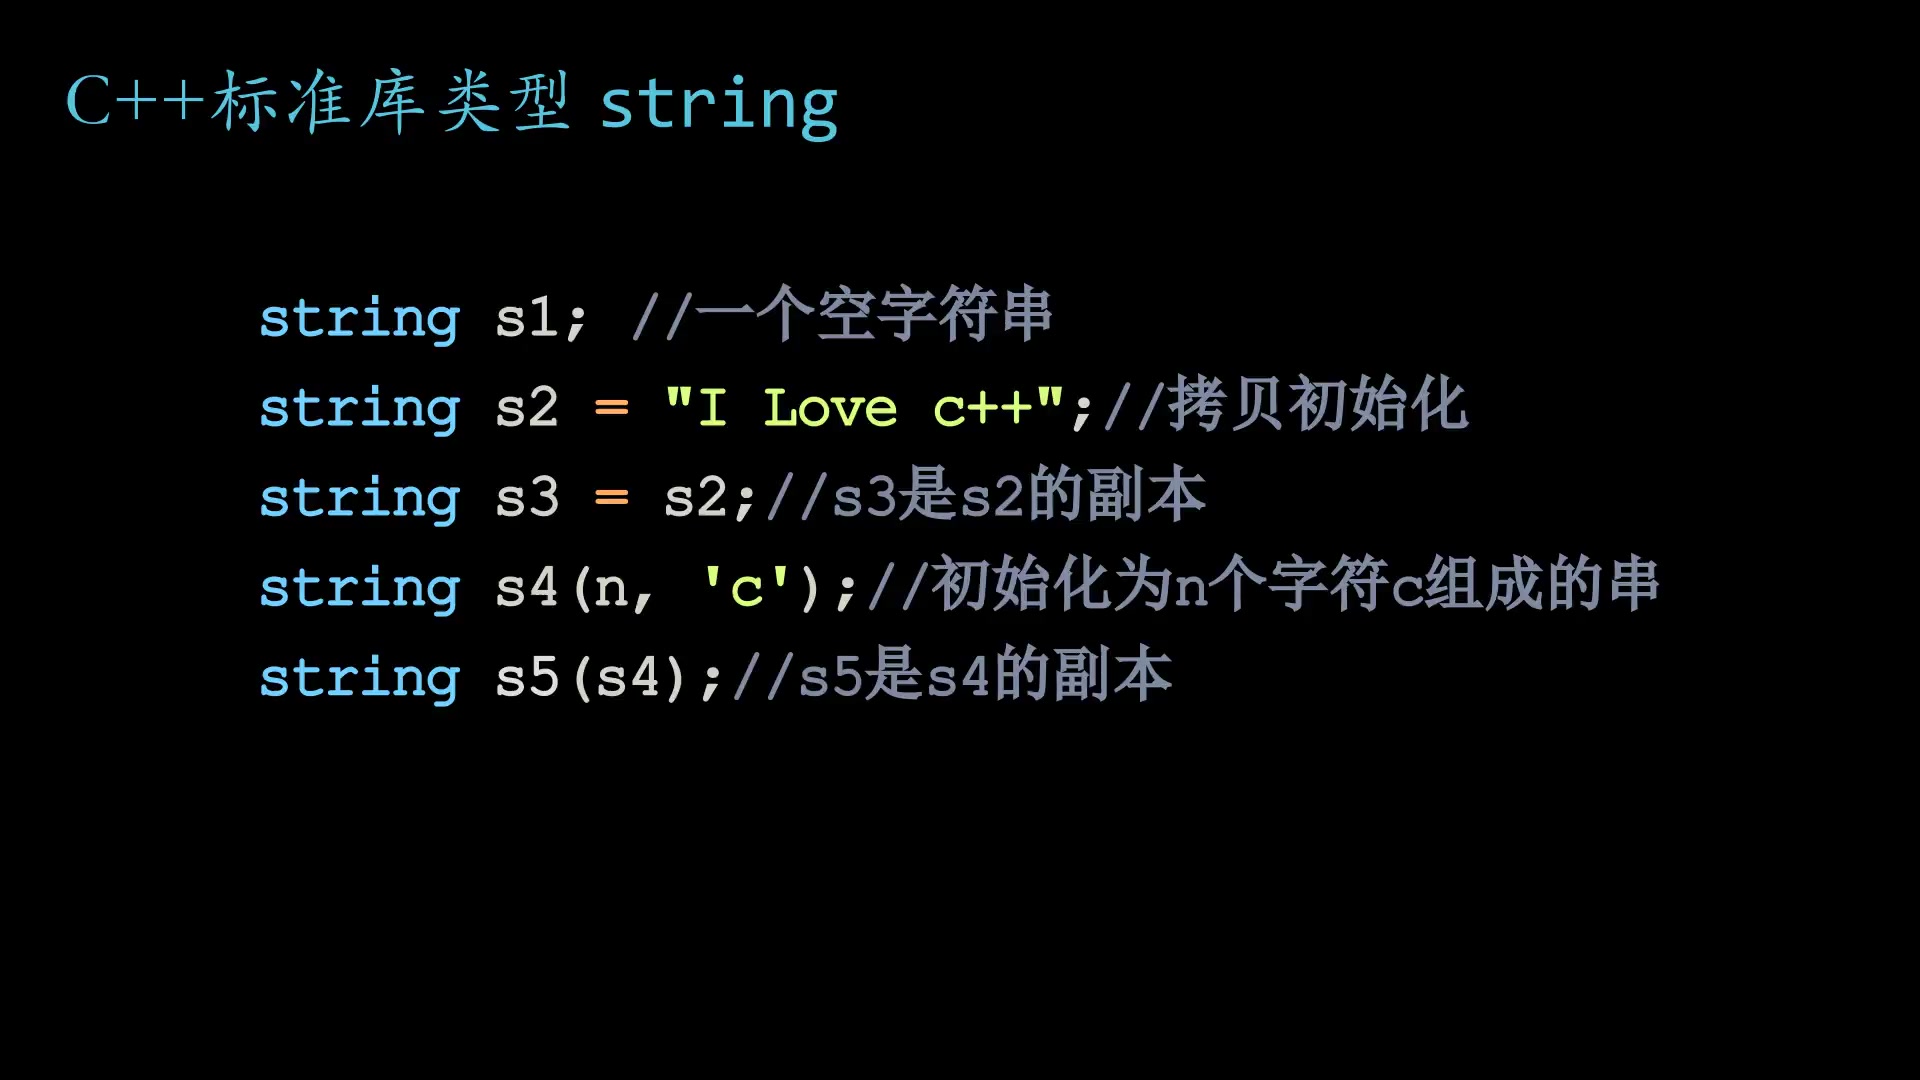 C++标准库类型 string
string s1; //一个空字符串
string s2 = "I Love c++";//拷贝初始化
string s3 = s2;//s3是s2的副本
string s4(n, 'c');//初始化为n个字符c组成的串
string s5(s4);//s5是s4的副本